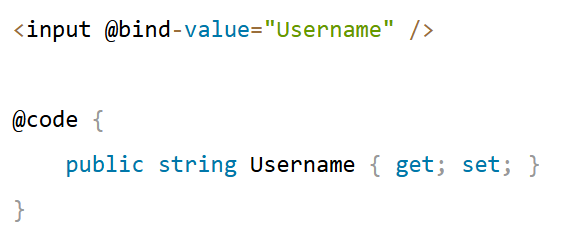 <input @bind-value="Username" />
@code {
    public string Username { get; set; }
}